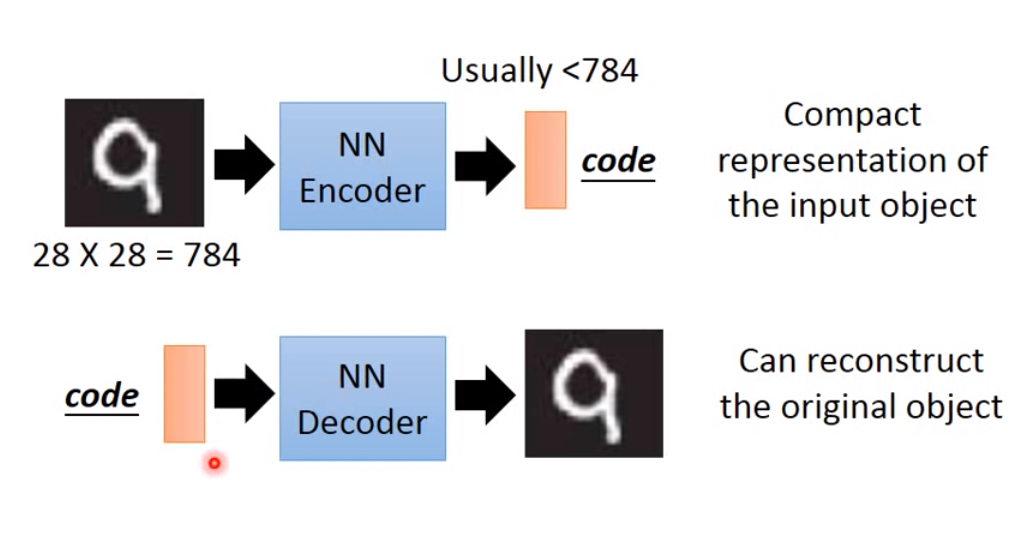 Usually <784
NN
Encoder
code
Compact
representation of
the input object
28 X 28 = 784
code
NN
Decoder
Can reconstruct
the original object